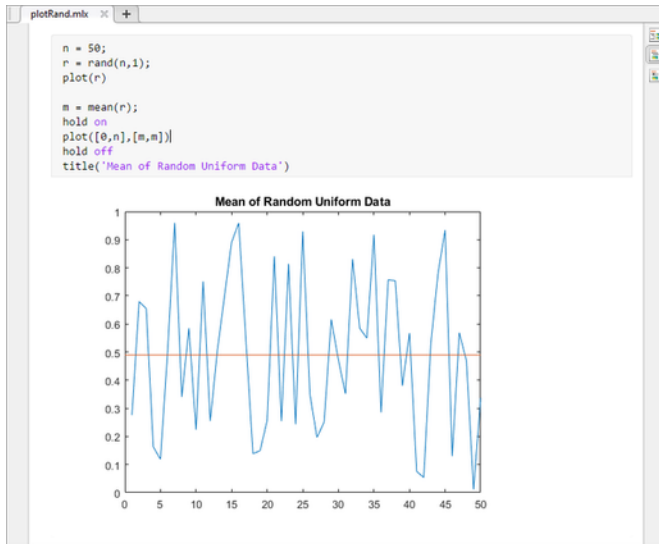 plotRand.mlx
n = 50;
r = rand(n,1);
plot(r)
m = mean(r);
hold on
plot([0,n],[m,m])
hold off
title('Mean of Random Uniform Data')
Mean of Random Uniform Data
1
0.9
0.8
0.7
0.6
0.5
0.4
0.3
0.2
0.1
0
0 5 10 15 20 25 30 35 40 45 50